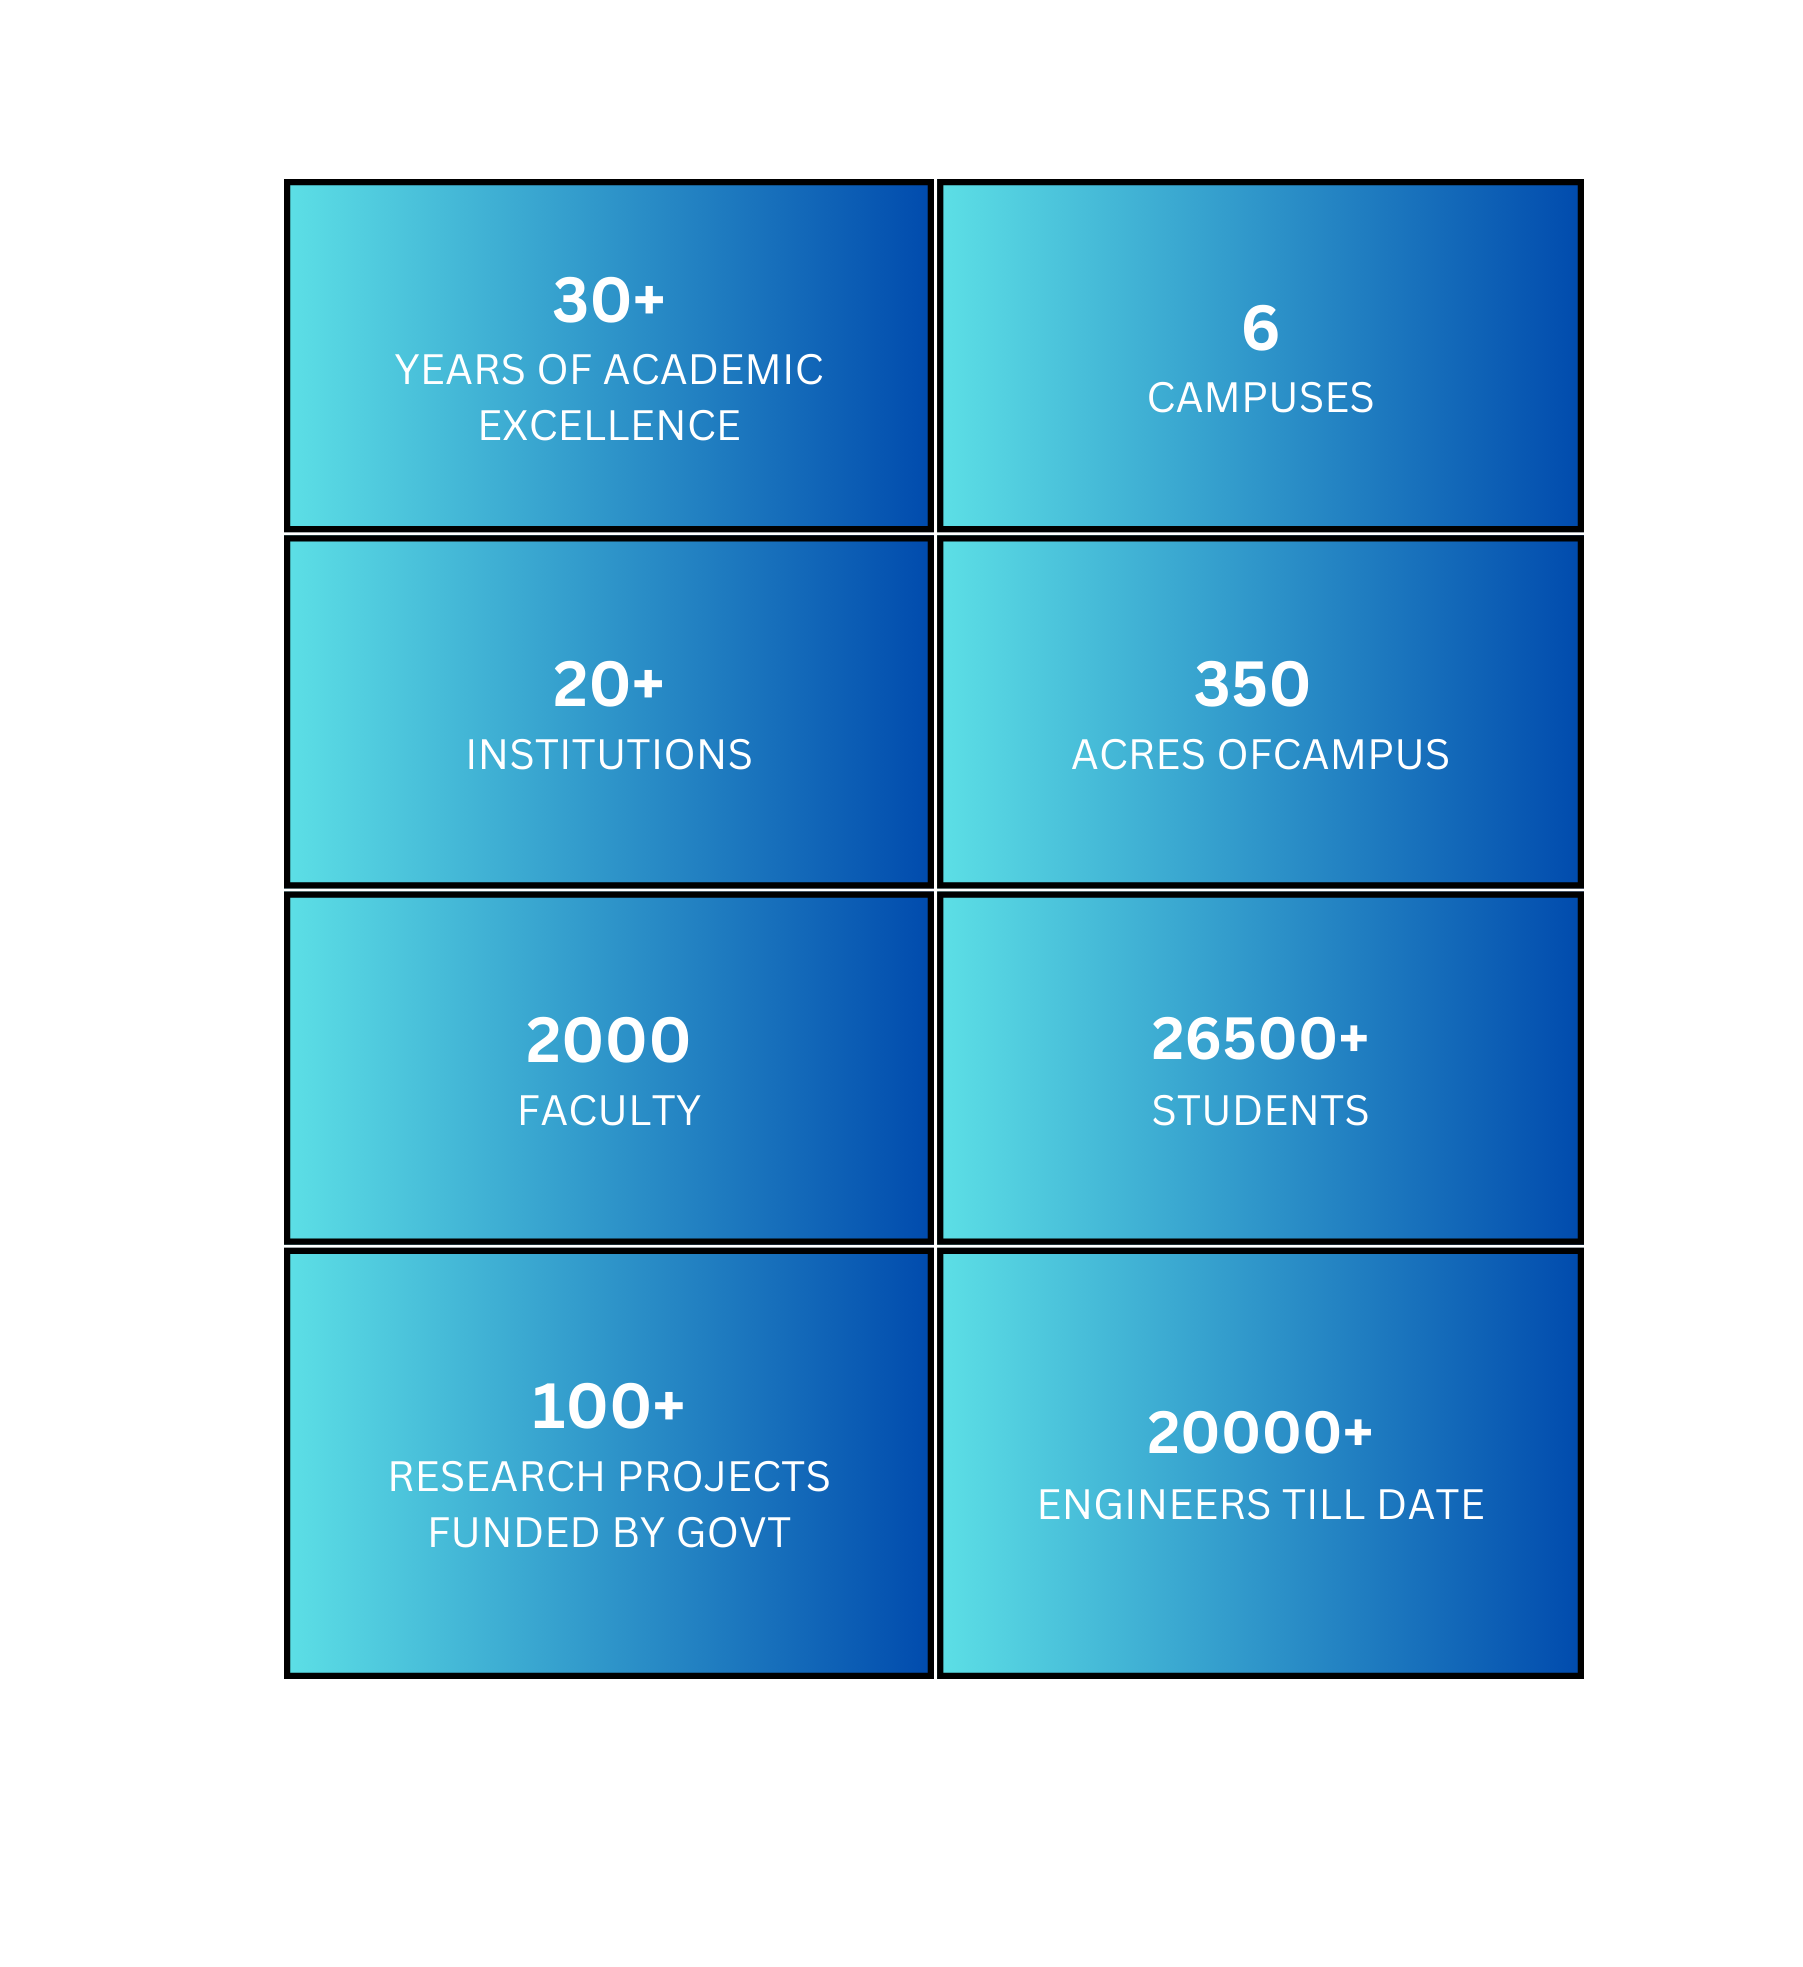 30+
YEARS OF ACADEMIC
EXCELLENCE
6
CAMPUSES
20+
INSTITUTIONS
350
ACRES OFCAMPUS
2000
FACULTY
26500+
STUDENTS
100+
RESEARCH PROJECTS
FUNDED BY GOVT
20000+
ENGINEERS TILL DATE